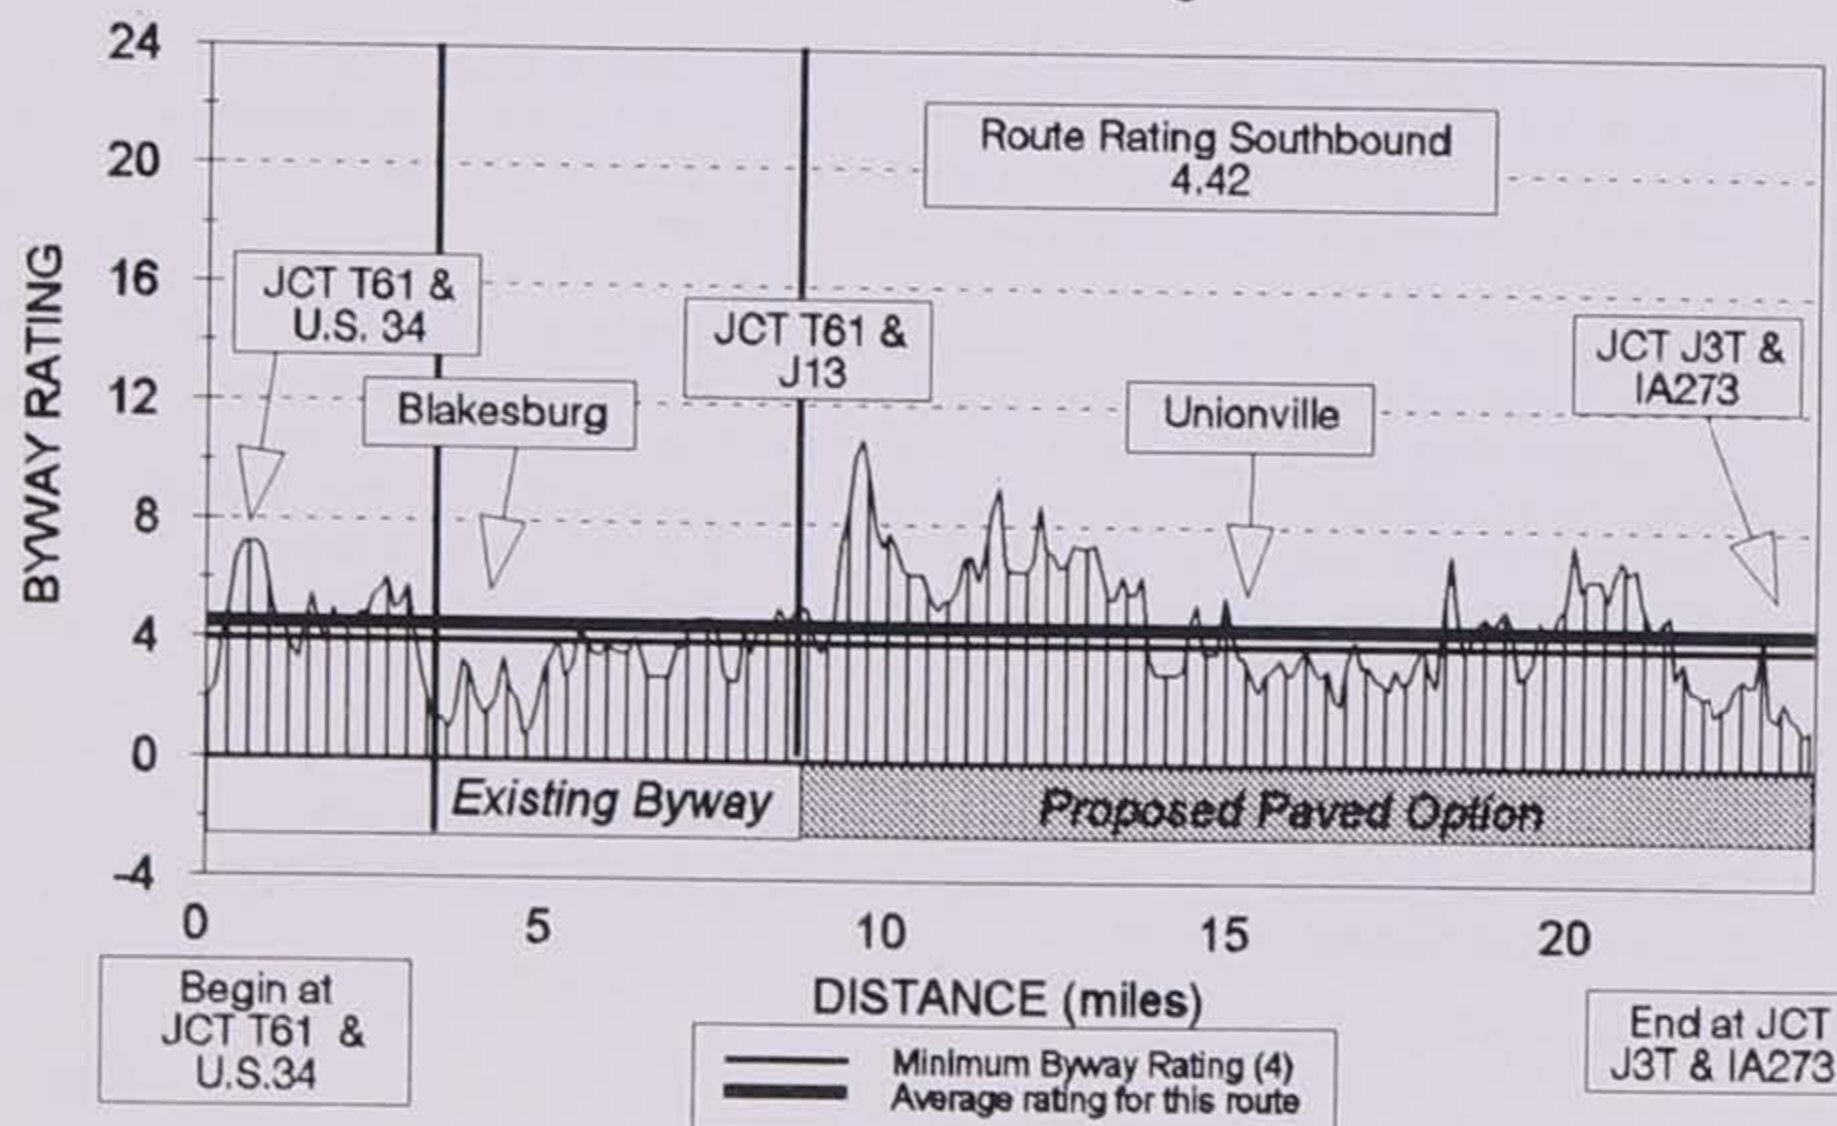 24
20
16
12
8
4
0
-4
BYWAY RATING
Route Rating Southbound
4.42
JCT T61 &
U.S. 34
Blakesburg
JCT T61 &
J13
Unionville
JCT J3T &
IA273
Existing Byway
Proposed Paved Option
0
5
10
15
20
DISTANCE (miles)
Begin at
JCT T61 &
U.S.34
Minimum Byway Rating (4)
Average rating for this route
End at JCT
J3T & IA273